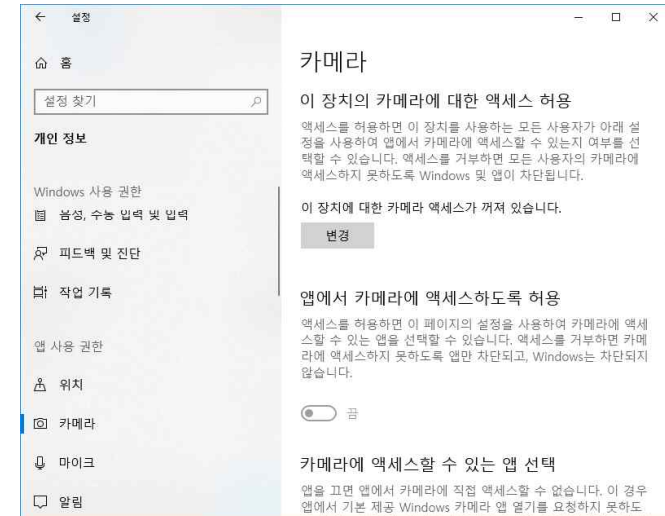 설정
홈
설정 찾기
개인 정보
Windows 사용 권한
음성, 수동 입력 및 입력
피드백 및 진단
작업 기록
앱 사용 권한
위치
카메라
마이크
알림
카메라
이 장치의 카메라에 대한 액세스 허용
액세스를 허용하면 이 장치를 사용하는 모든 사용자가 아래 설
정을 사용하여 앱에서 카메라에 액세스할 수 있는지 여부를 선
택할 수 있습니다. 액세스를 거부하면 모든 사용자의 카메라에
액세스하지 못하도록 Windows 및 앱이 차단됩니다.
이 장치에 대한 카메라 액세스가 꺼져 있습니다.
변경
앱에서 카메라에 액세스하도록 허용
액세스를 허용하면 이 페이지의 설정을 사용하여 카메라에 액세
스할 수 있는 앱을 선택할 수 있습니다. 액세스를 거부하면 카메
라에 액세스하지 못하도록 앱만 차단되고, Windows는 차단되지
않습니다.
끔
카메라에 액세스할 수 있는 앱 선택
앱을 끄면 앱에서 카메라에 직접 액세스할 수 없습니다. 이 경우
앱에서 기본 제공 Windows 카메라 앱 열기를 요청하지 못하도